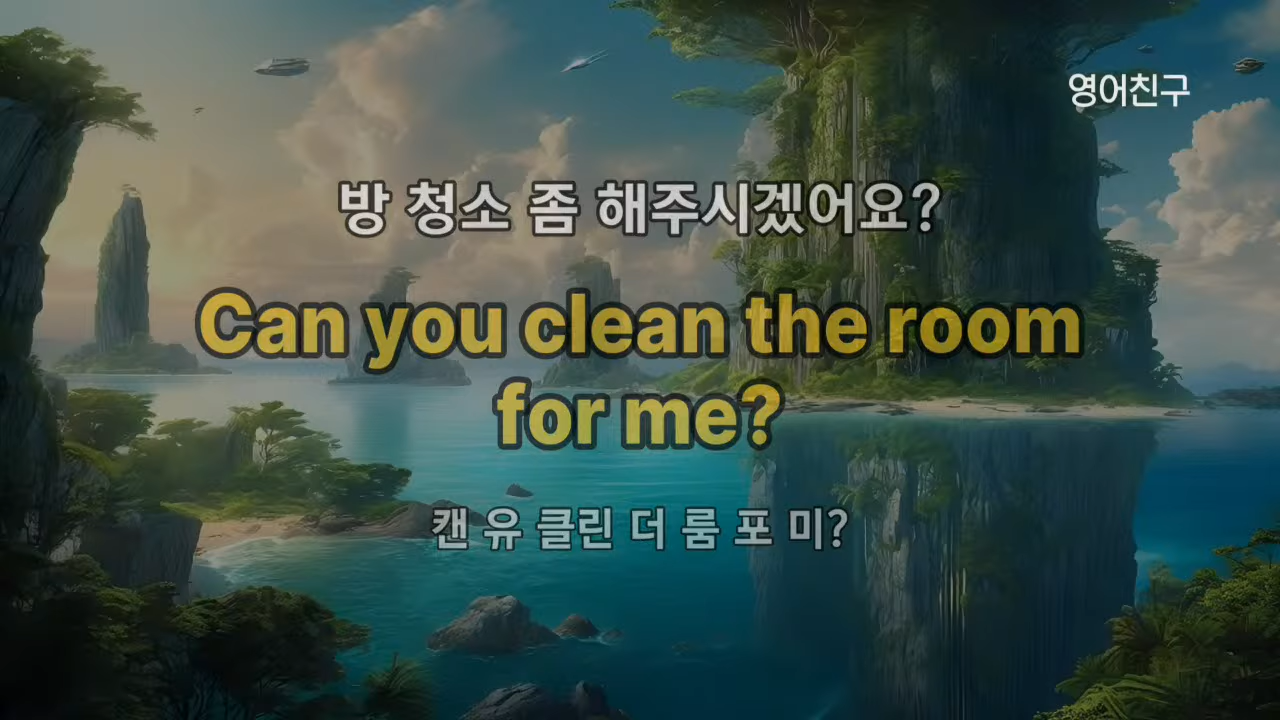 영어친구
방 청소 좀 해주시겠어요?
Can you clean the room
for me?
캔 유 클린 더 룸 포 미?